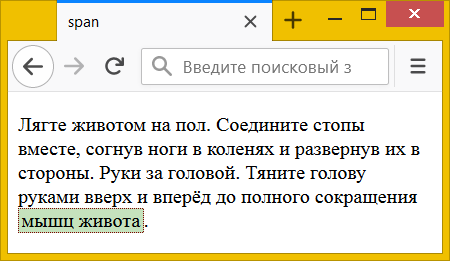 span
Введите поисковый з
Лягте животом на пол. Соедините стопы
вместе, согнув ноги в коленях и развернув их в
стороны. Руки за головой. Тяните голову
руками вверх и вперёд до полного сокращения
мышц живота.